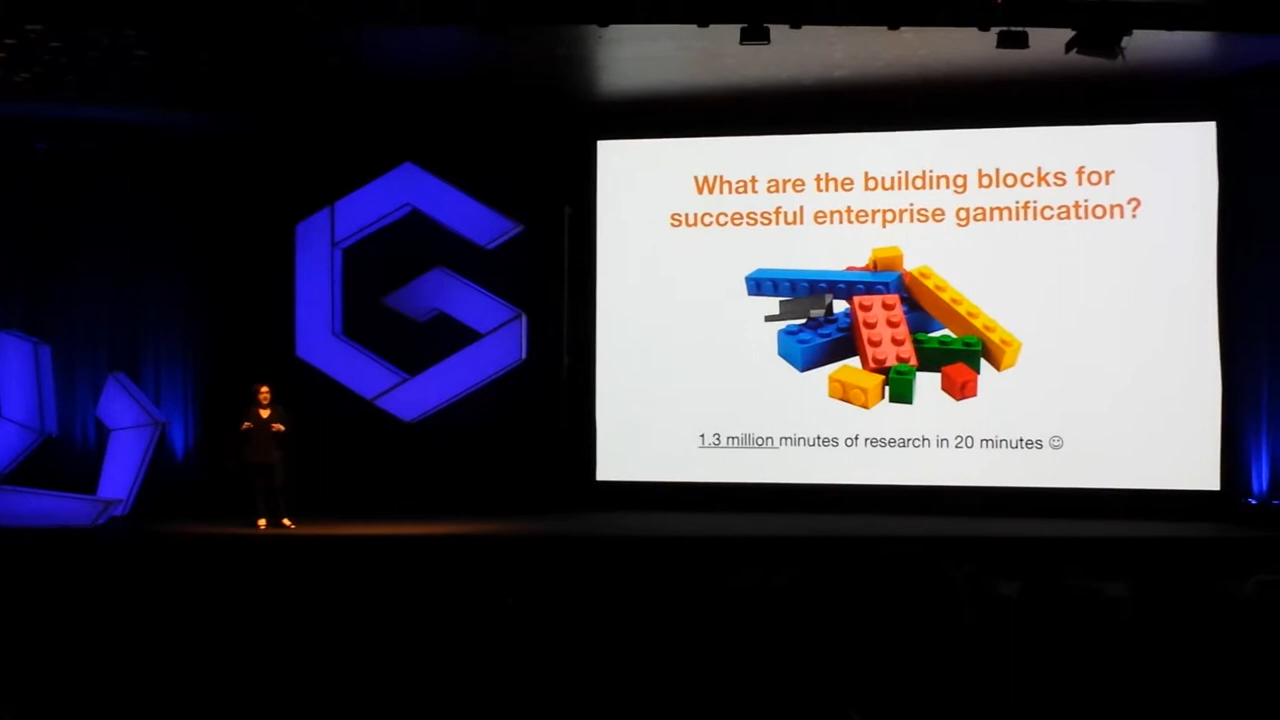 What are the building blocks for
successful enterprise gamification?
1.3 million minutes of research in 20 minutes ☺